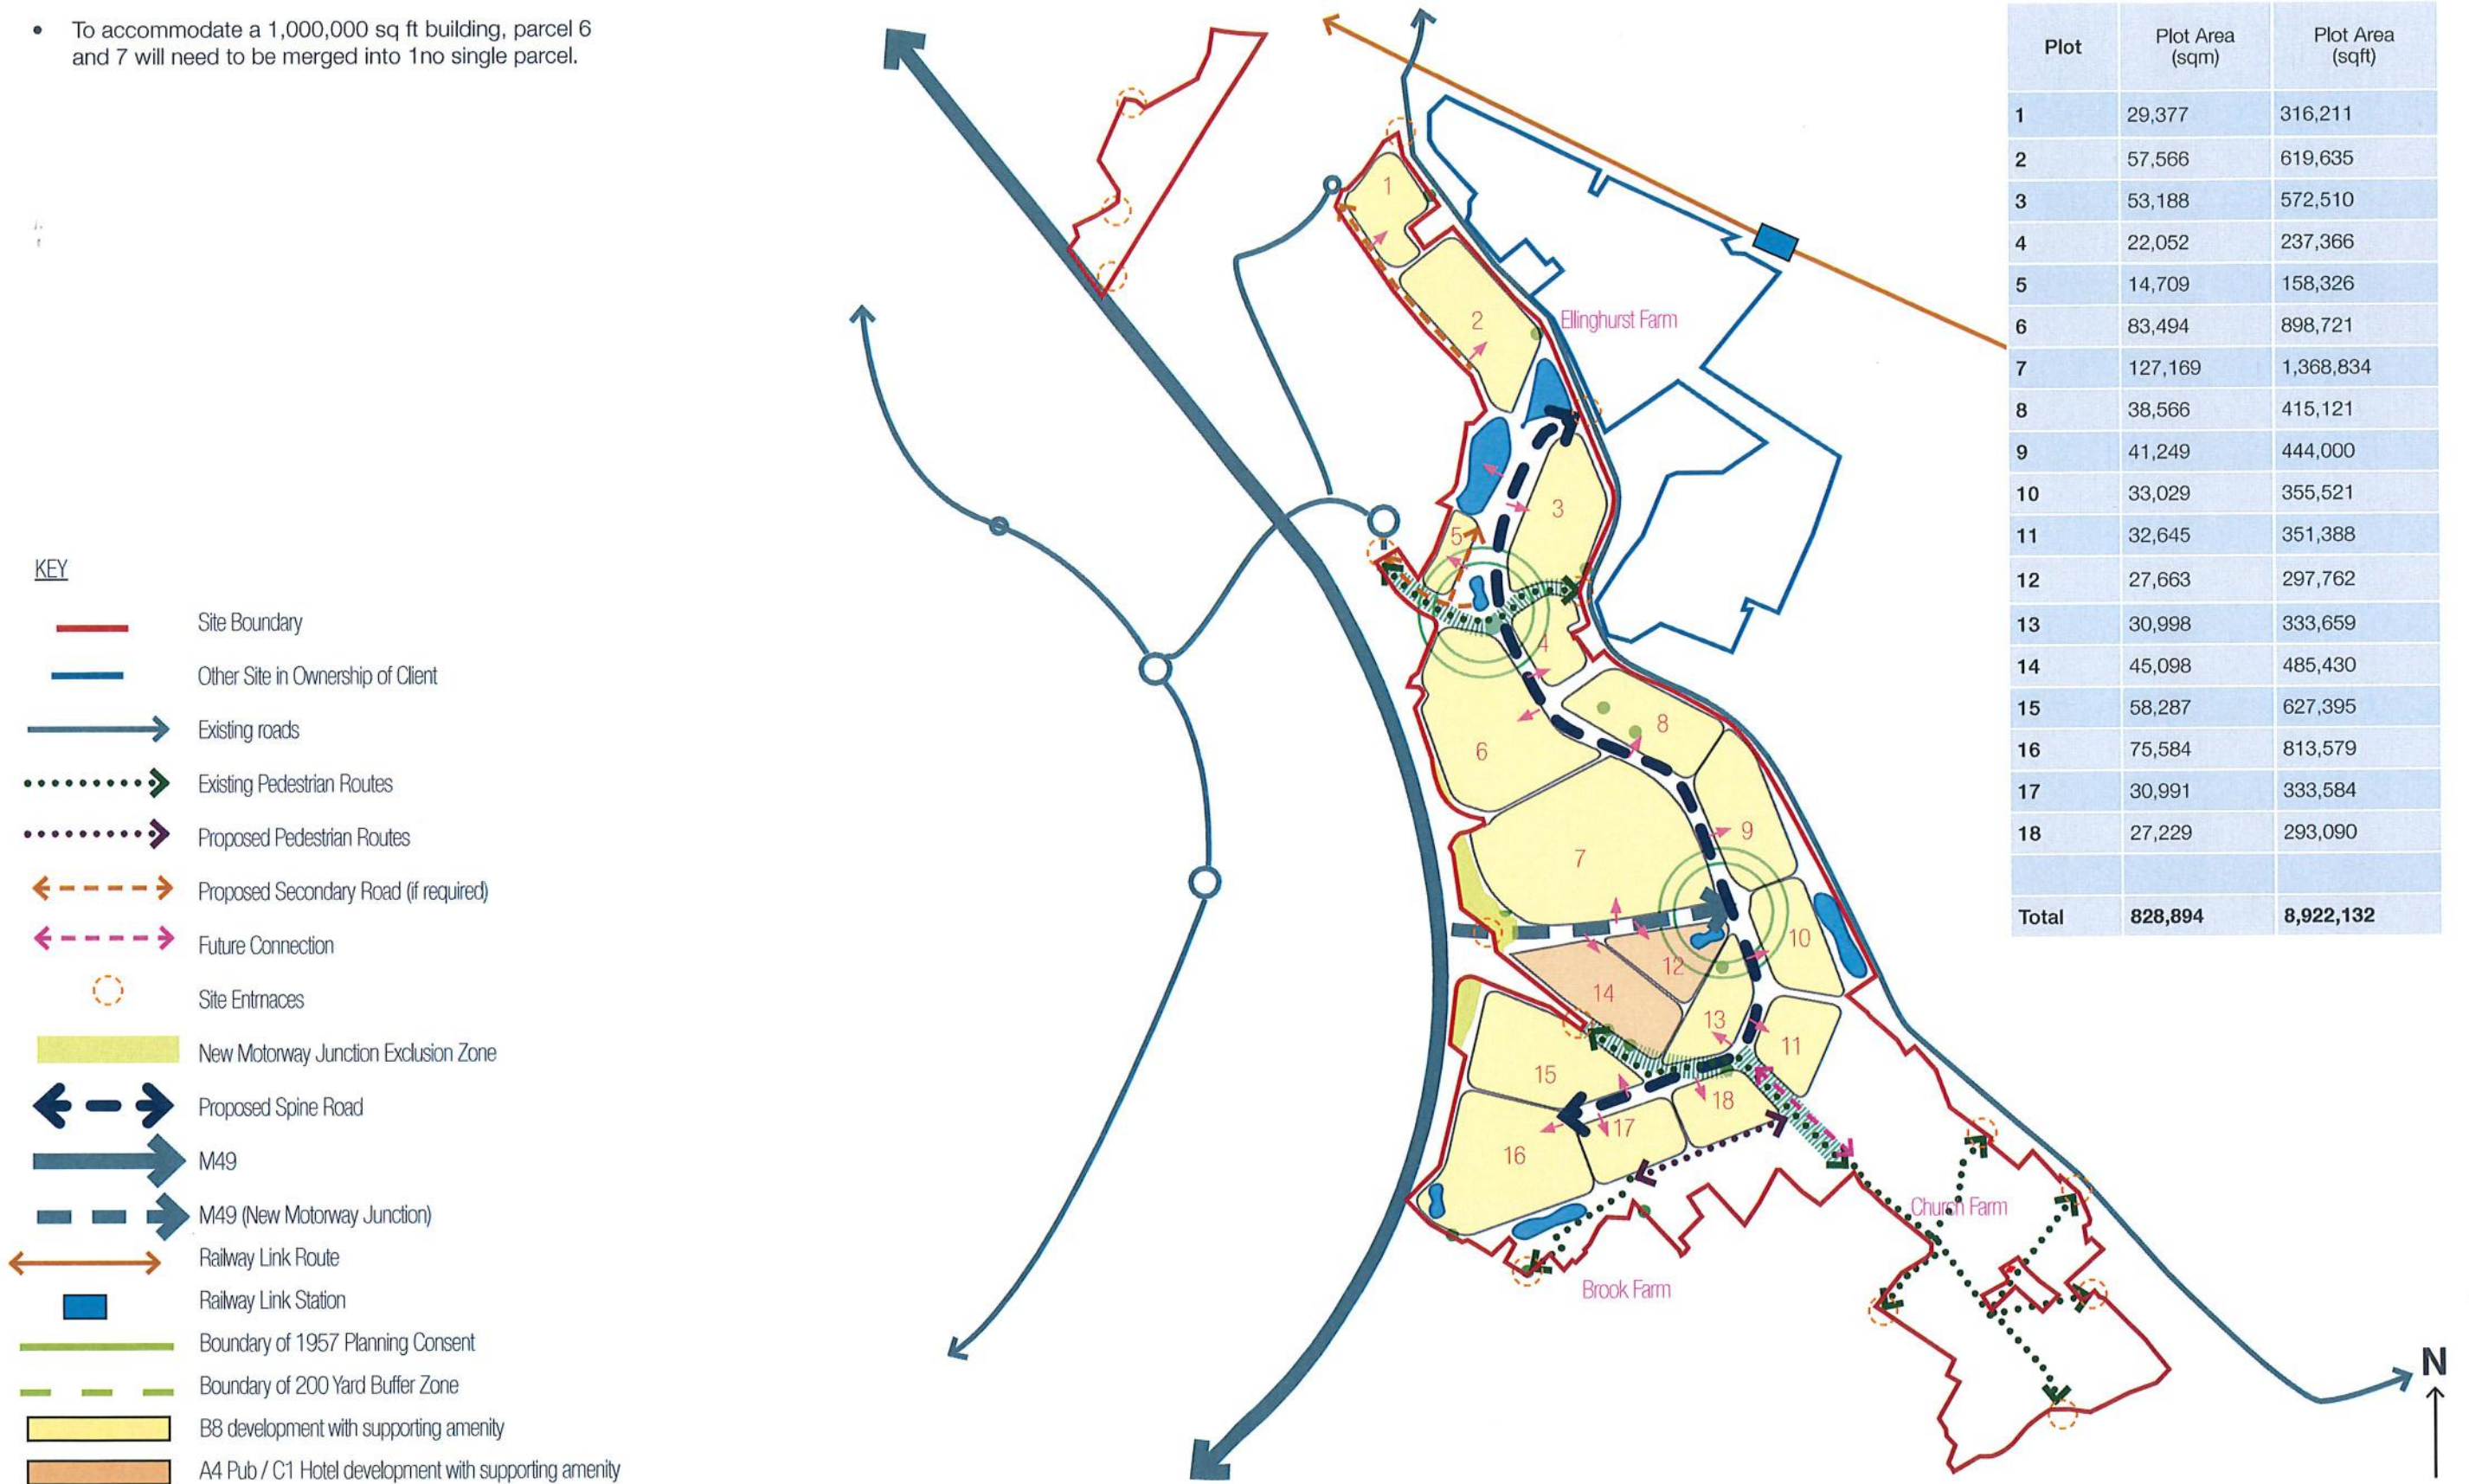 • To accommodate a 1,000,000 sq ft building, parcel 6
and 7 will need to be merged into 1no single parcel.
KEY
Site Boundary
Other Site in Ownership of Client
Existing roads
Existing Pedestrian Routes
Proposed Pedestrian Routes
Proposed Secondary Road (if required)
Future Connection
Site Entrnaces
New Motorway Junction Exclusion Zone
Proposed Spine Road
M49
M49 (New Motorway Junction)
Railway Link Route
Railway Link Station
Boundary of 1957 Planning Consent
Boundary of 200 Yard Buffer Zone
B8 development with supporting amenity
A4 Pub / C1 Hotel development with supporting amenity
1
2
Ellinghurst Farm
3
5
4
8
6
9
7
10
12
14
13
11
15
18
17
16
Church Farm
Brook Farm
N
Plot Plot Area (sqm) Plot Area (sqft)
1 29,377 316,211
2 57,566 619,635
3 53,188 572,510
4 22,052 237,366
5 14,709 158,326
6 83,494 898,721
7 127,169 1,368,834
8 38,566 415,121
9 41,249 444,000
10 33,029 355,521
11 32,645 351,388
12 27,663 297,762
13 30,998 333,659
14 45,098 485,430
15 58,287 627,395
16 75,584 813,579
17 30,991 333,584
18 27,229 293,090
Total 828,894 8,922,132